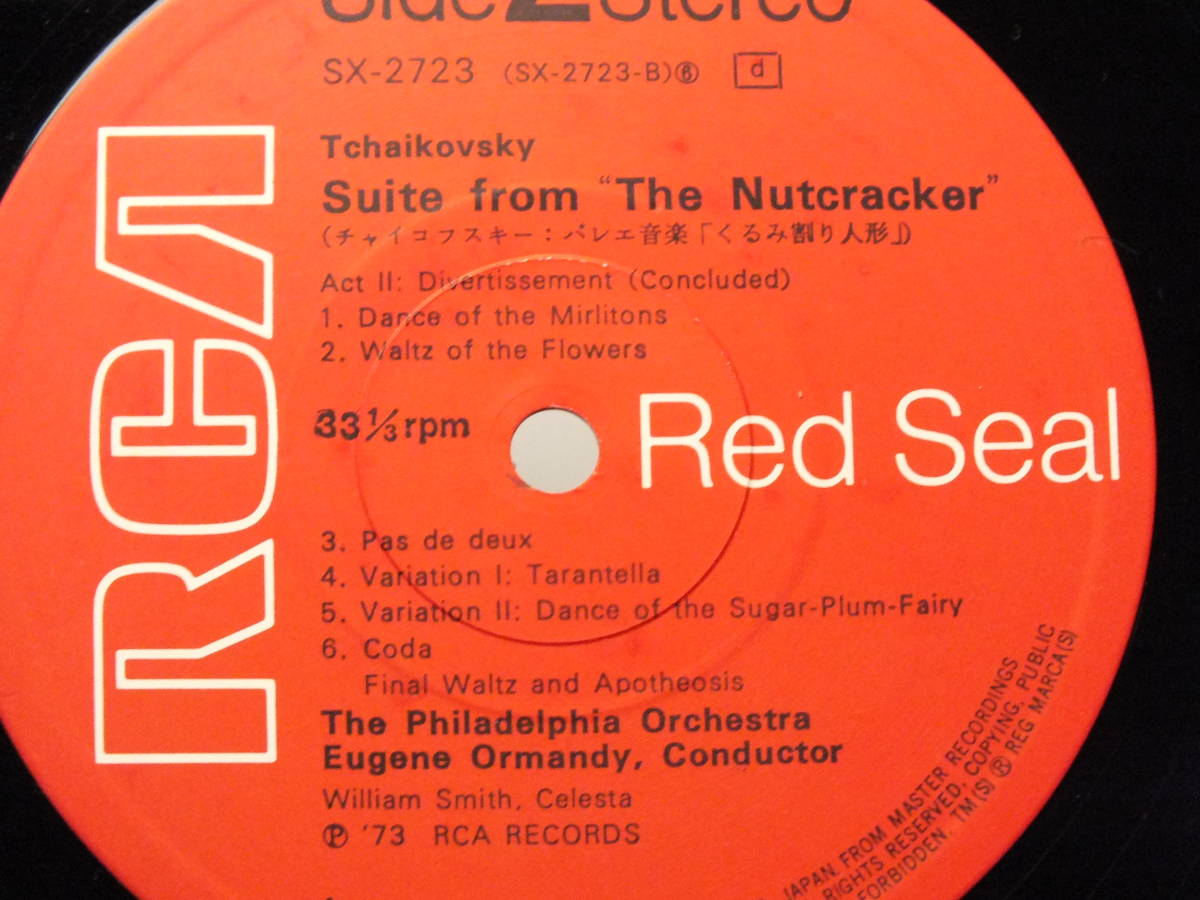 Side 2 Stereo
SX-2723 (SX-2723-B)⑥ d
Tchaikovsky
Suite from “The Nutcracker”
(チャイコフスキー：バレエ音楽「くるみ割り人形」)
Act II: Divertissement (Concluded)
1. Dance of the Mirlitons
2. Waltz of the Flowers
33⅓rpm
RCA
Red Seal
3. Pas de deux
4. Variation I: Tarantella
5. Variation II: Dance of the Sugar-Plum-Fairy
6. Coda
Final Waltz and Apotheosis
The Philadelphia Orchestra
Eugene Ormandy, Conductor
William Smith, Celesta
℗ '73 RCA RECORDS
JAPAN. FROM MASTER RECORDINGS
RIGHTS RESERVED, COPYING, PUBLIC
FORBIDDEN. TM(S) ® REG MARCA(S)